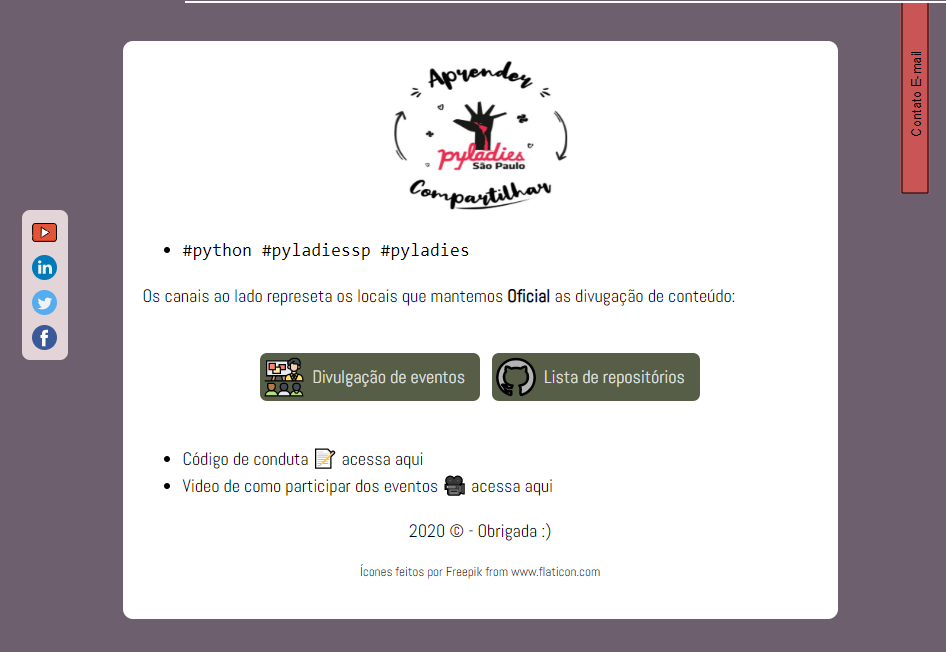 Contato E-mail
Aprender
pyladies
São Paulo
Compartilhar
#python #pyladiessp #pyladies
Os canais ao lado represeta os locais que mantemos Oficial as divugação de conteúdo:
Divulgação de eventos
Lista de repositórios
Código de conduta 📝 acessa aqui
Video de como participar dos eventos 🎥 acessa aqui
2020 © - Obrigada :)
Ícones feitos por Freepik from www.flaticon.com